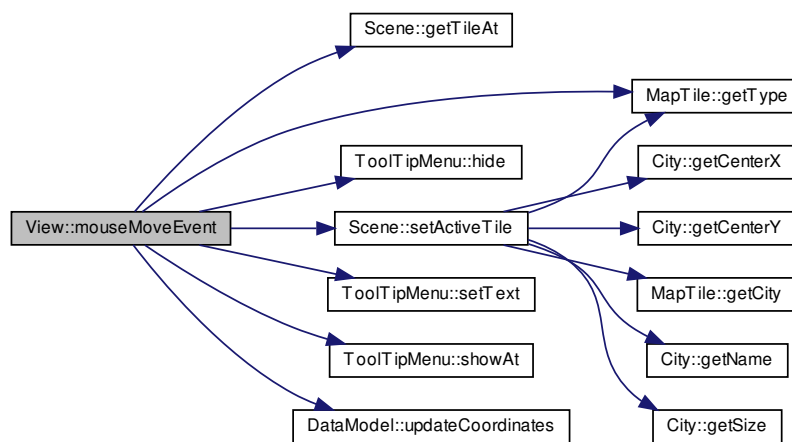 Scene::getTileAt
MapTile::getType
ToolTipMenu::hide
City::getCenterX
View::mouseMoveEvent
Scene::setActiveTile
City::getCenterY
ToolTipMenu::setText
MapTile::getCity
ToolTipMenu::showAt
City::getName
DataModel::updateCoordinates
City::getSize